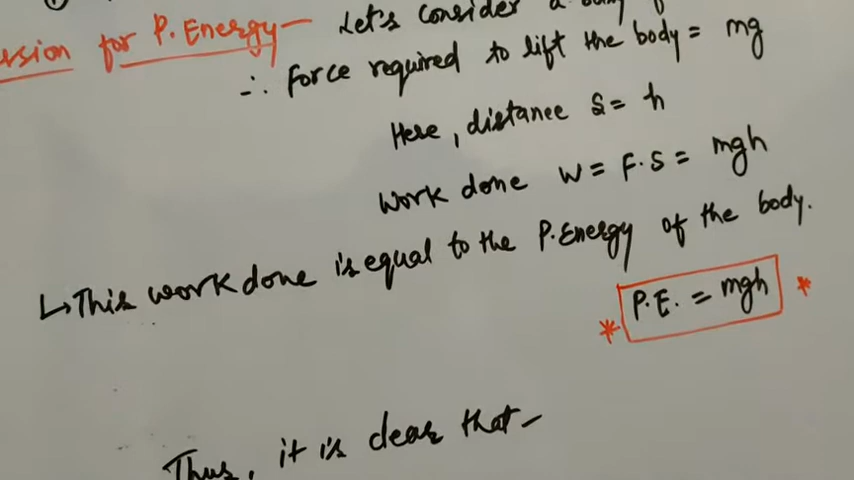 for P. Energy — Let's consider a
∴ Force required to lift the body = mg
Here, distance s = h
Work done W = F.s = mgh
↳ This work done is equal to the P.Energy of the body.
* P.E. = mgh *
Thus, it is clear that –